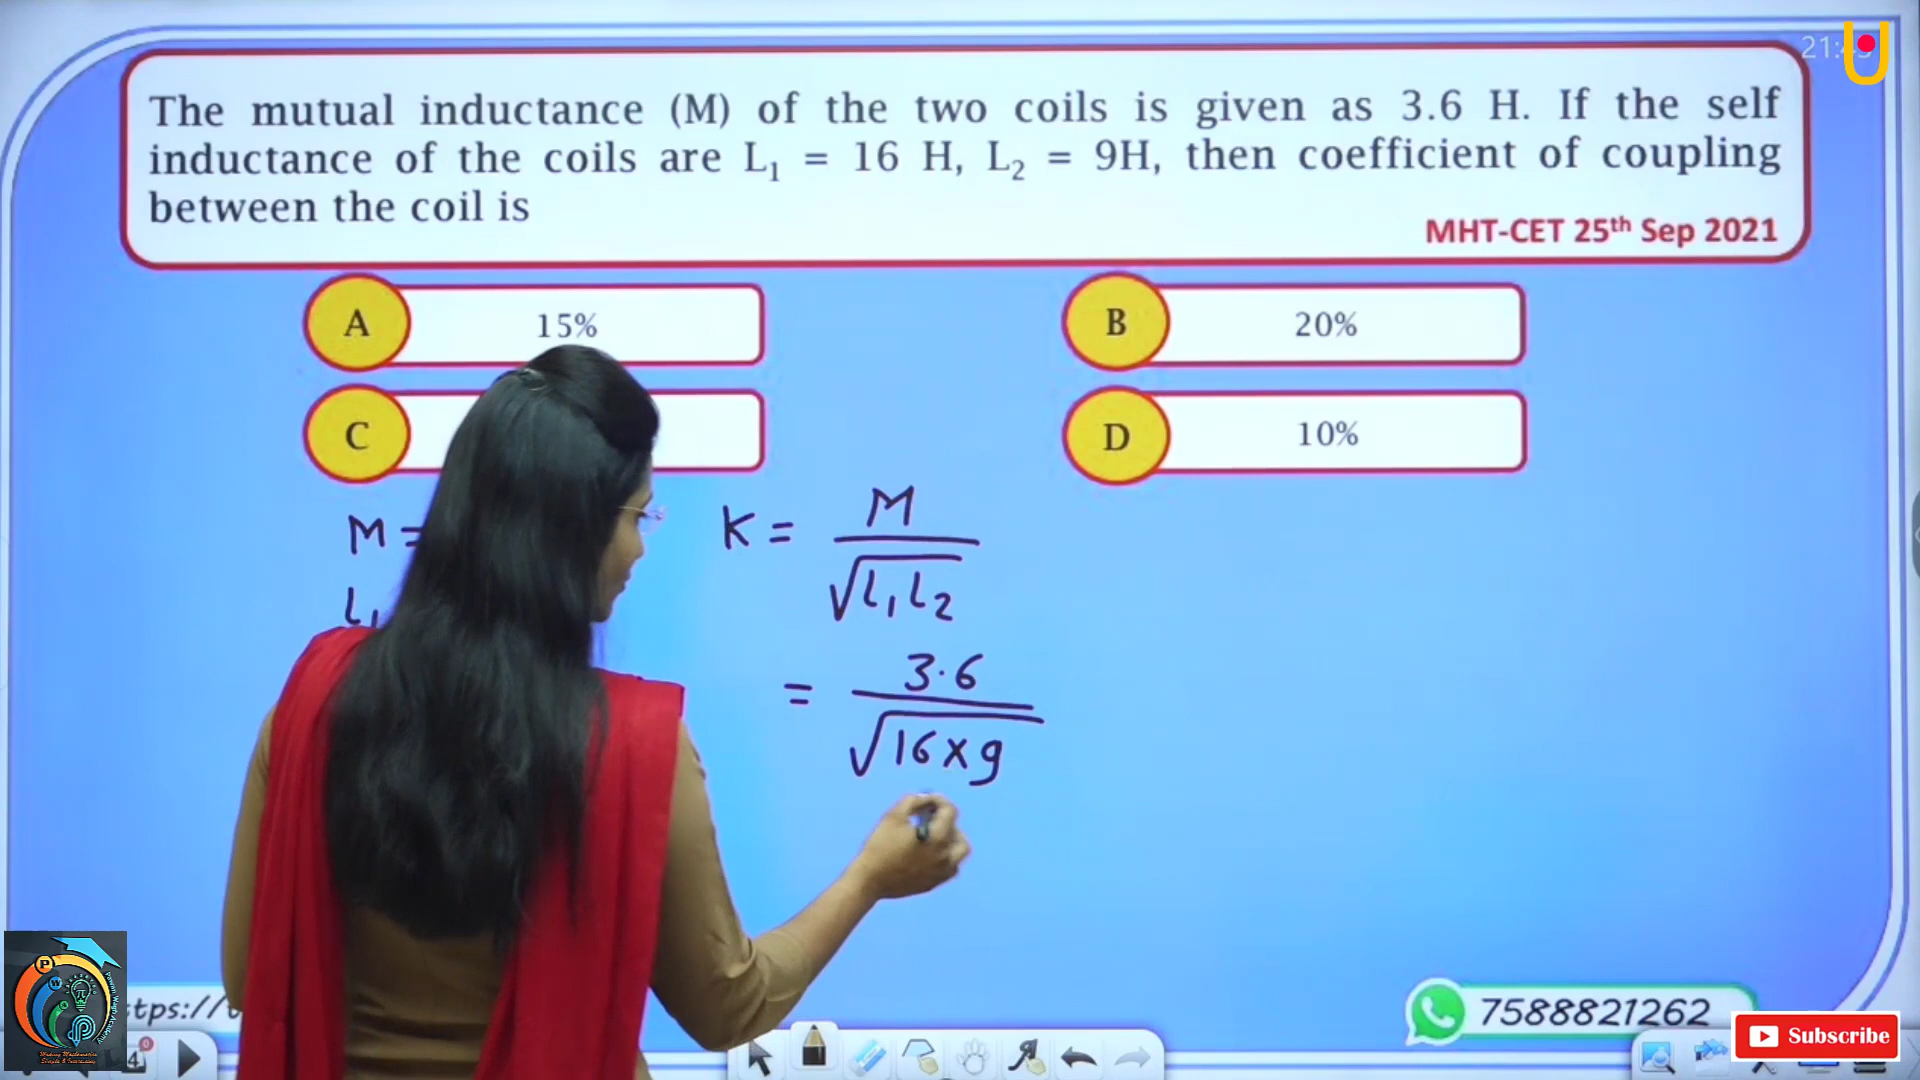 The mutual inductance (M) of the two coils is given as 3.6 H. If the self
inductance of the coils are L₁ = 16 H, L₂ = 9H, then coefficient of coupling
between the coil is
MHT-CET 25th Sep 2021
A 15%
B 20%
C
D 10%
M =
L₁
K = M / √L₁L₂
= 3.6 / √16×9
7588821262
Subscribe